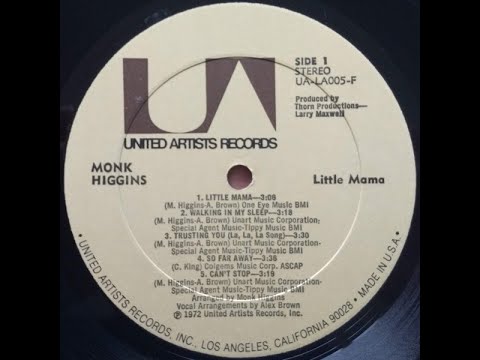 UA
UNITED ARTISTS RECORDS
SIDE 1
STEREO
UA-LA005-F
Produced by
Thorn Productions—
Larry Maxwell
MONK
HIGGINS
Little Mama
1. LITTLE MAMA—3:06
(M. Higgins-A. Brown) One Eye Music BMI
2. WALKING IN MY SLEEP—3:18
(M. Higgins-A. Brown) Unart Music Corporation-
Special Agent Music-Tippy Music BMI
3. TRUSTING YOU (La, La, La Song)—3:30
(M. Higgins-A. Brown) Unart Music Corporation-
Special Agent Music-Tippy Music BMI
4. SO FAR AWAY—3:36
(C. King) Colgems Music Corp. ASCAP
5. CAN'T STOP—3:19
(M. Higgins-A. Brown) Unart Music Corporation-
Special Agent Music-Tippy Music BMI
Arranged by Monk Higgins
Vocal Arrangements by Alex Brown
℗ 1972 United Artists Records, Inc.
• UNITED ARTISTS RECORDS, INC., LOS ANGELES, CALIFORNIA 90028 • MADE IN U.S.A. •